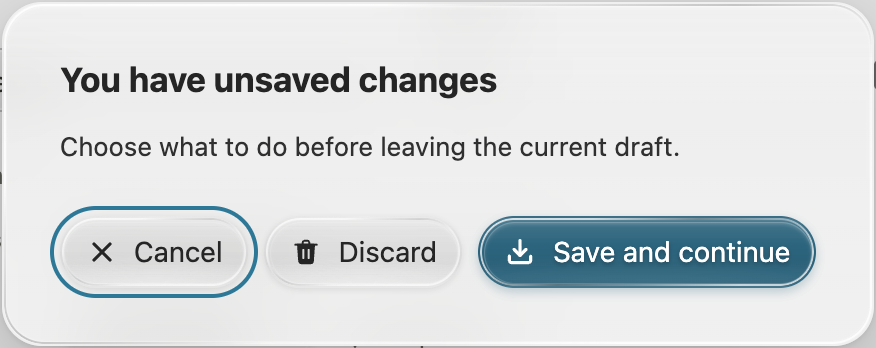 You have unsaved changes
Choose what to do before leaving the current draft.
Cancel
Discard
Save and continue